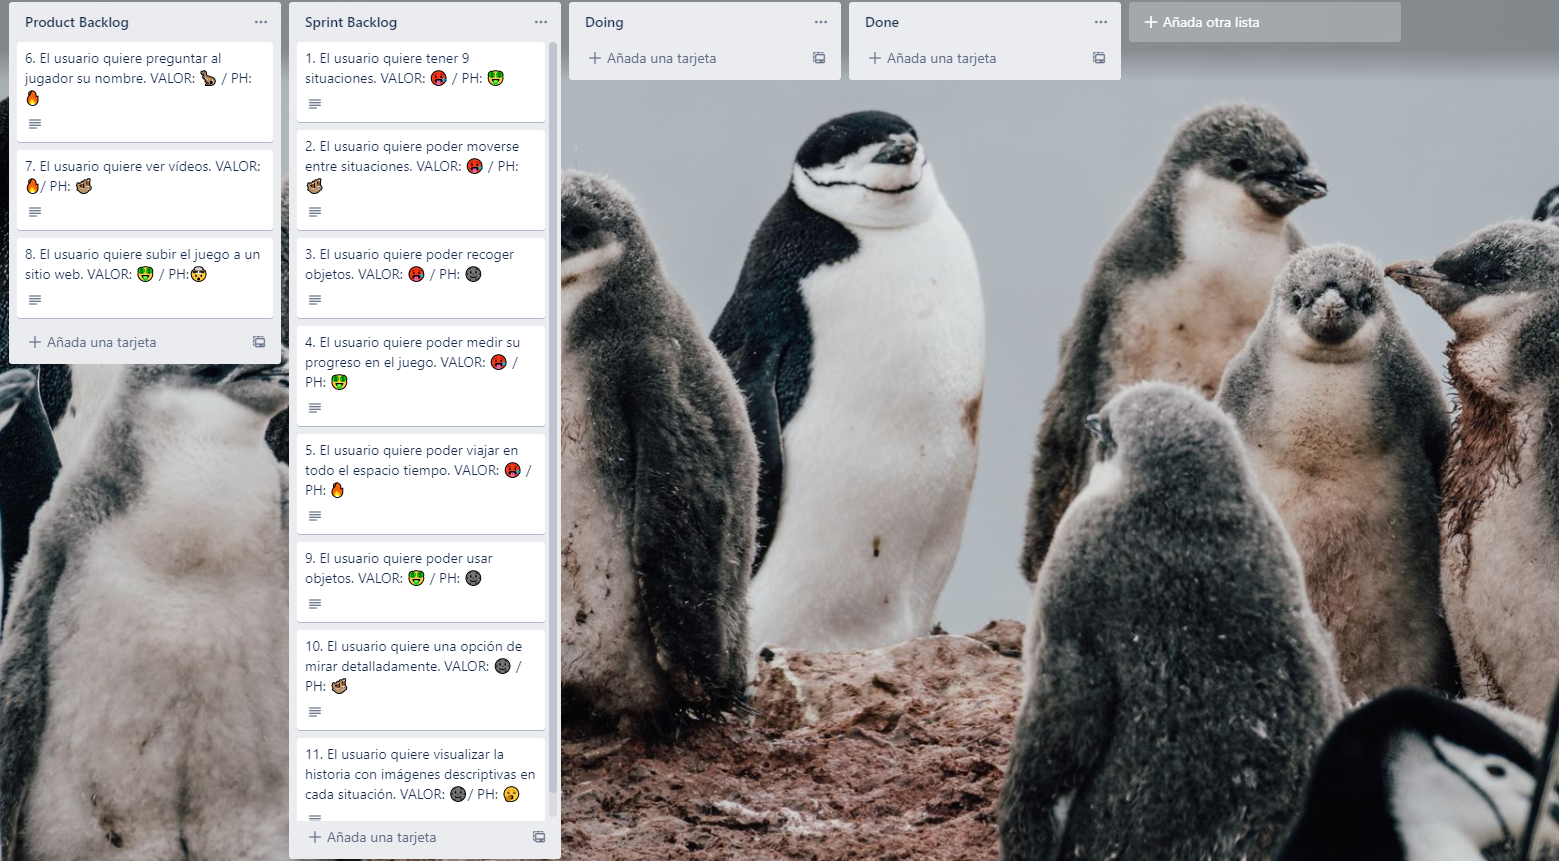 Product Backlog
6. El usuario quiere preguntar al
jugador su nombre. VALOR: 🦙 / PH:
🔥
7. El usuario quiere ver vídeos. VALOR:
🔥/ PH: 
8. El usuario quiere subir el juego a un
sitio web. VALOR: 🤑 / PH:🤯
Añada una tarjeta
Sprint Backlog
1. El usuario quiere tener 9
situaciones. VALOR: 🥵 / PH: 🤑
2. El usuario quiere poder moverse
entre situaciones. VALOR: 🥵 / PH:
3. El usuario quiere poder recoger
objetos. VALOR: 🥵 / PH: 🌚
4. El usuario quiere poder medir su
progreso en el juego. VALOR: 🥵 /
PH: 🤑
5. El usuario quiere poder viajar en
todo el espacio tiempo. VALOR: 🥵 /
PH: 🔥
9. El usuario quiere poder usar
objetos. VALOR: 🤑 / PH: 🌚
10. El usuario quiere una opción de
mirar detalladamente. VALOR: 🌚 /
PH:
11. El usuario quiere visualizar la
historia con imágenes descriptivas en
cada situación. VALOR: 🌚/ PH: 🥱
Añada una tarjeta
Doing
Añada una tarjeta
Done
Añada una tarjeta
Añada otra lista